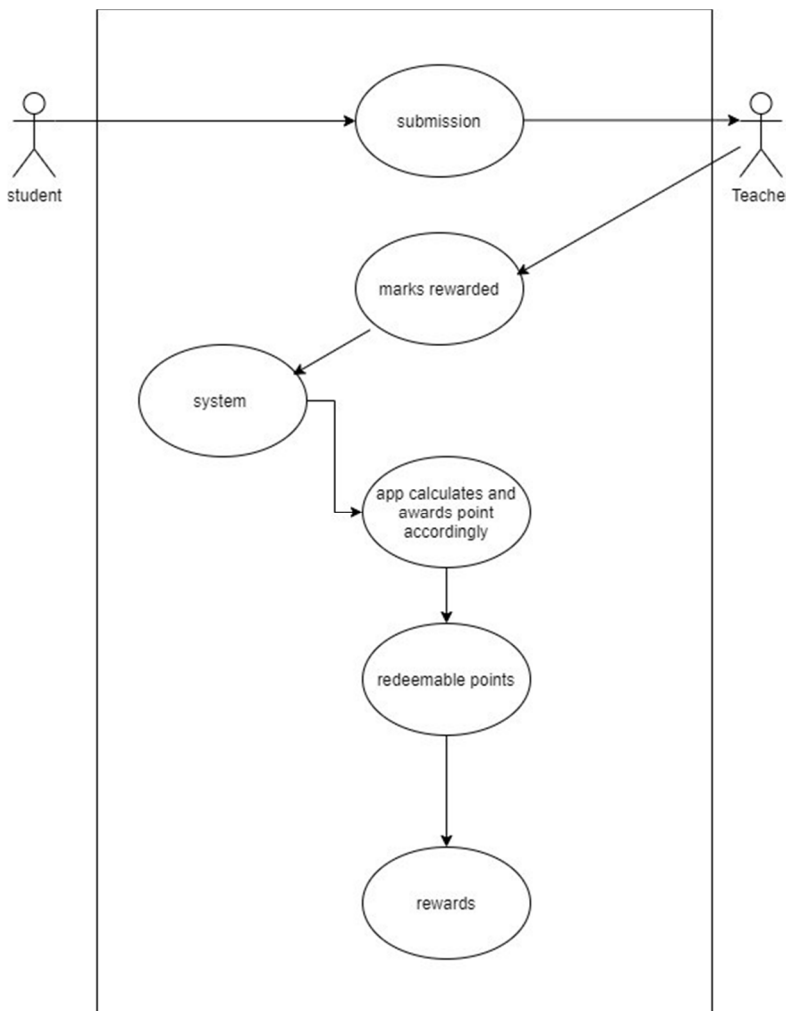 submission
student
Teache
marks rewarded
system
app calculates and
awards point
accordingly
redeemable points
rewards